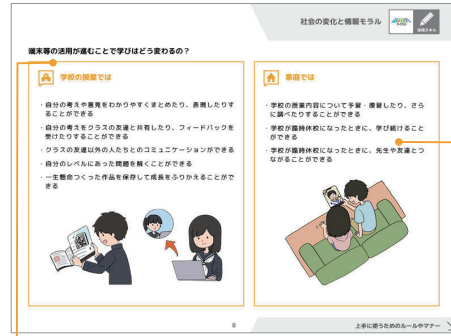 社会の変化と情報モラル
端末等の活用が進むことで学びはどう変わるの?
学校の授業では
・自分の考えや意見をわかりやすくまとめたり、表現したりす
ることができる
・自分の考えをクラスの友達と共有したり、フィードバックを
受けたりすることができる
・クラスの友達以外の人たちとのコミュニケーションができる
・自分のレベルにあった問題を解くことができる
・一生懸命つくった作品を保存して成長をふりかえることがで
きる
家庭では
・学校の授業内容について予習・復習したり、さら
に調べたりすることができる
・学校が臨時休校になったときに、学び続けること
ができる
・学校が臨時休校になったときに、先生や友達とつ
ながることができる
8
上手に使うためのルールやマナー